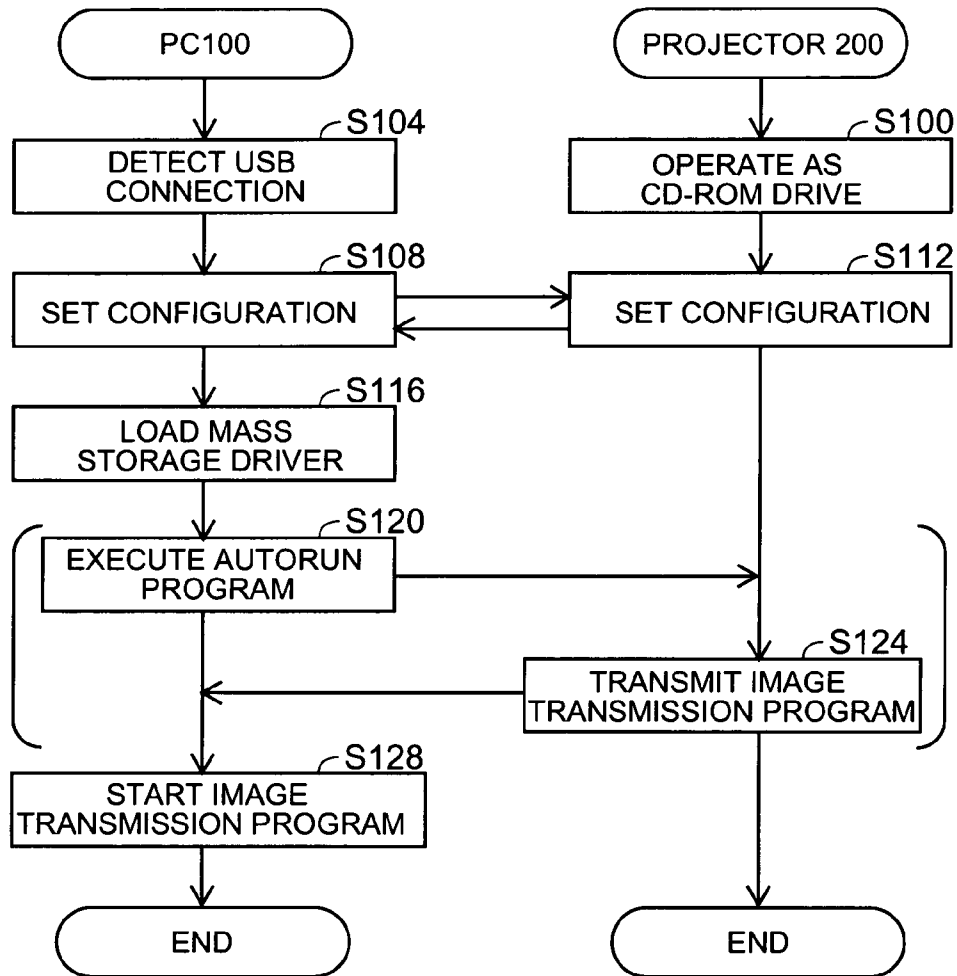 PC100
PROJECTOR 200
S104
S100
DETECT USB
CONNECTION
OPERATE AS
CD-ROM DRIVE
S108
S112
SET CONFIGURATION
SET CONFIGURATION
S116
LOAD MASS
STORAGE DRIVER
S120
EXECUTE AUTORUN
PROGRAM
S124
TRANSMIT IMAGE
TRANSMISSION PROGRAM
S128
START IMAGE
TRANSMISSION PROGRAM
END
END